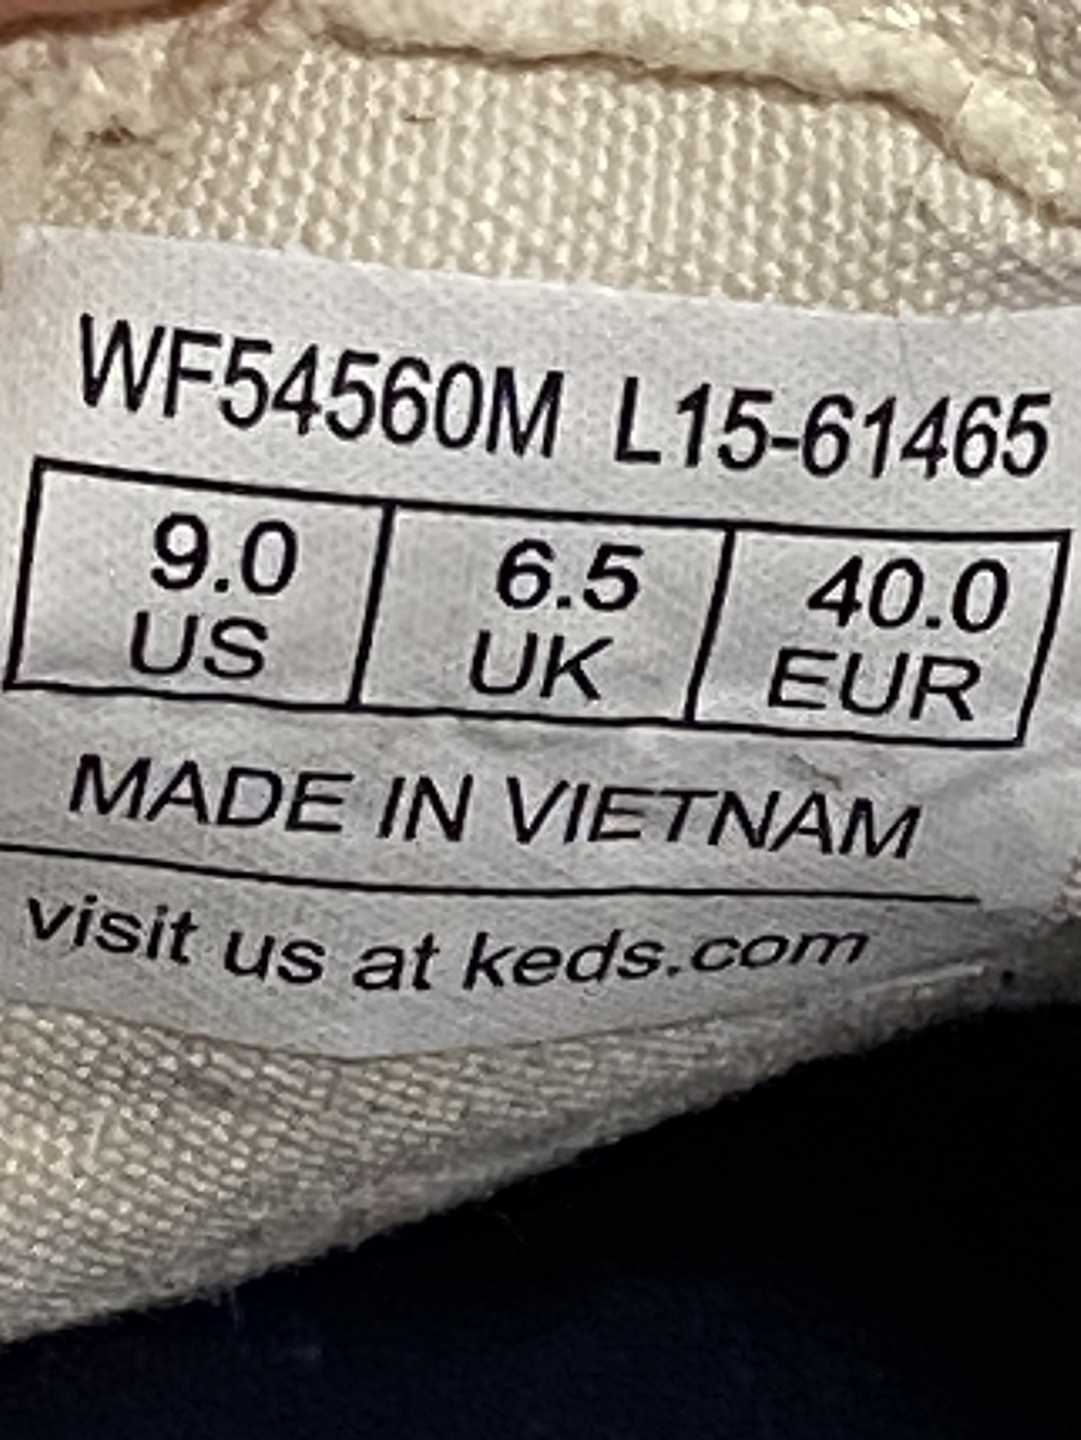 WF54560M L15-61465
9.0 6.5 40.0
US UK EUR
MADE IN VIETNAM
visit us at keds.com